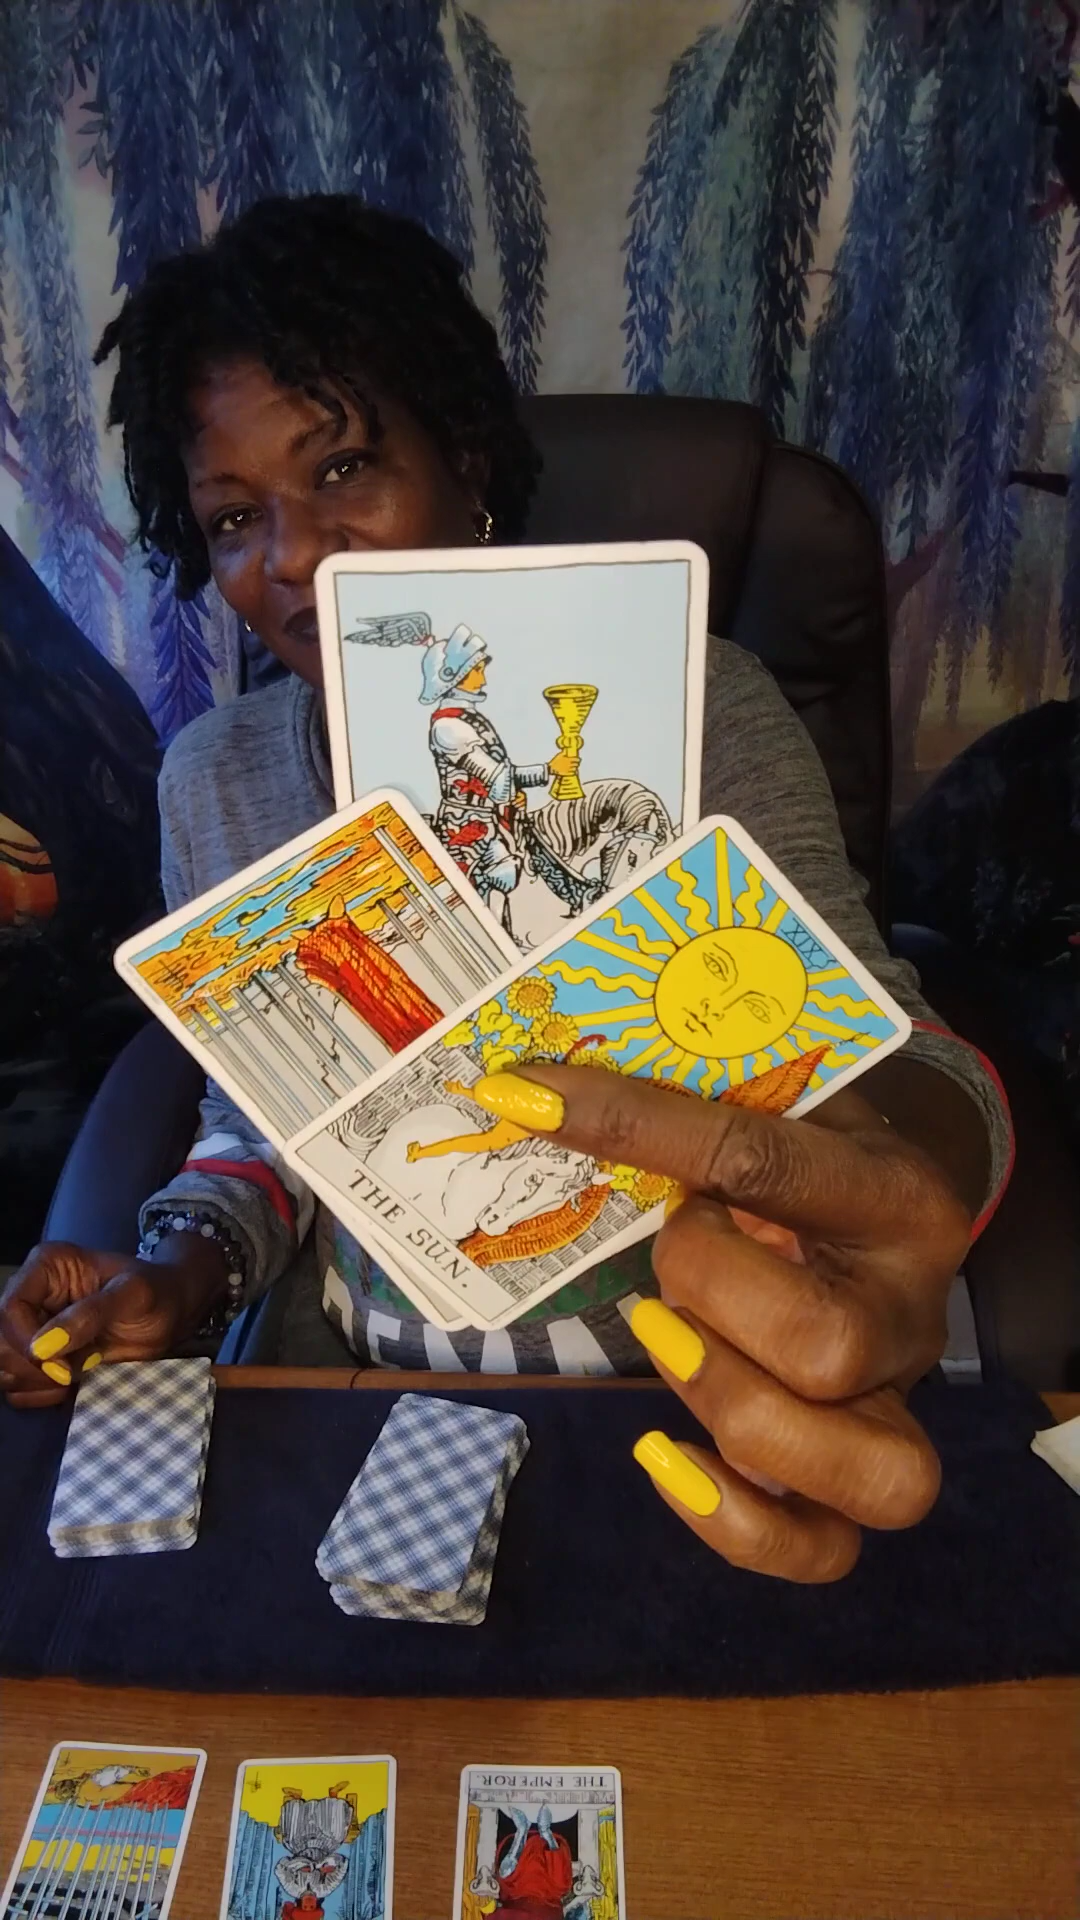 XIX
THE SUN.
THE EMPEROR.